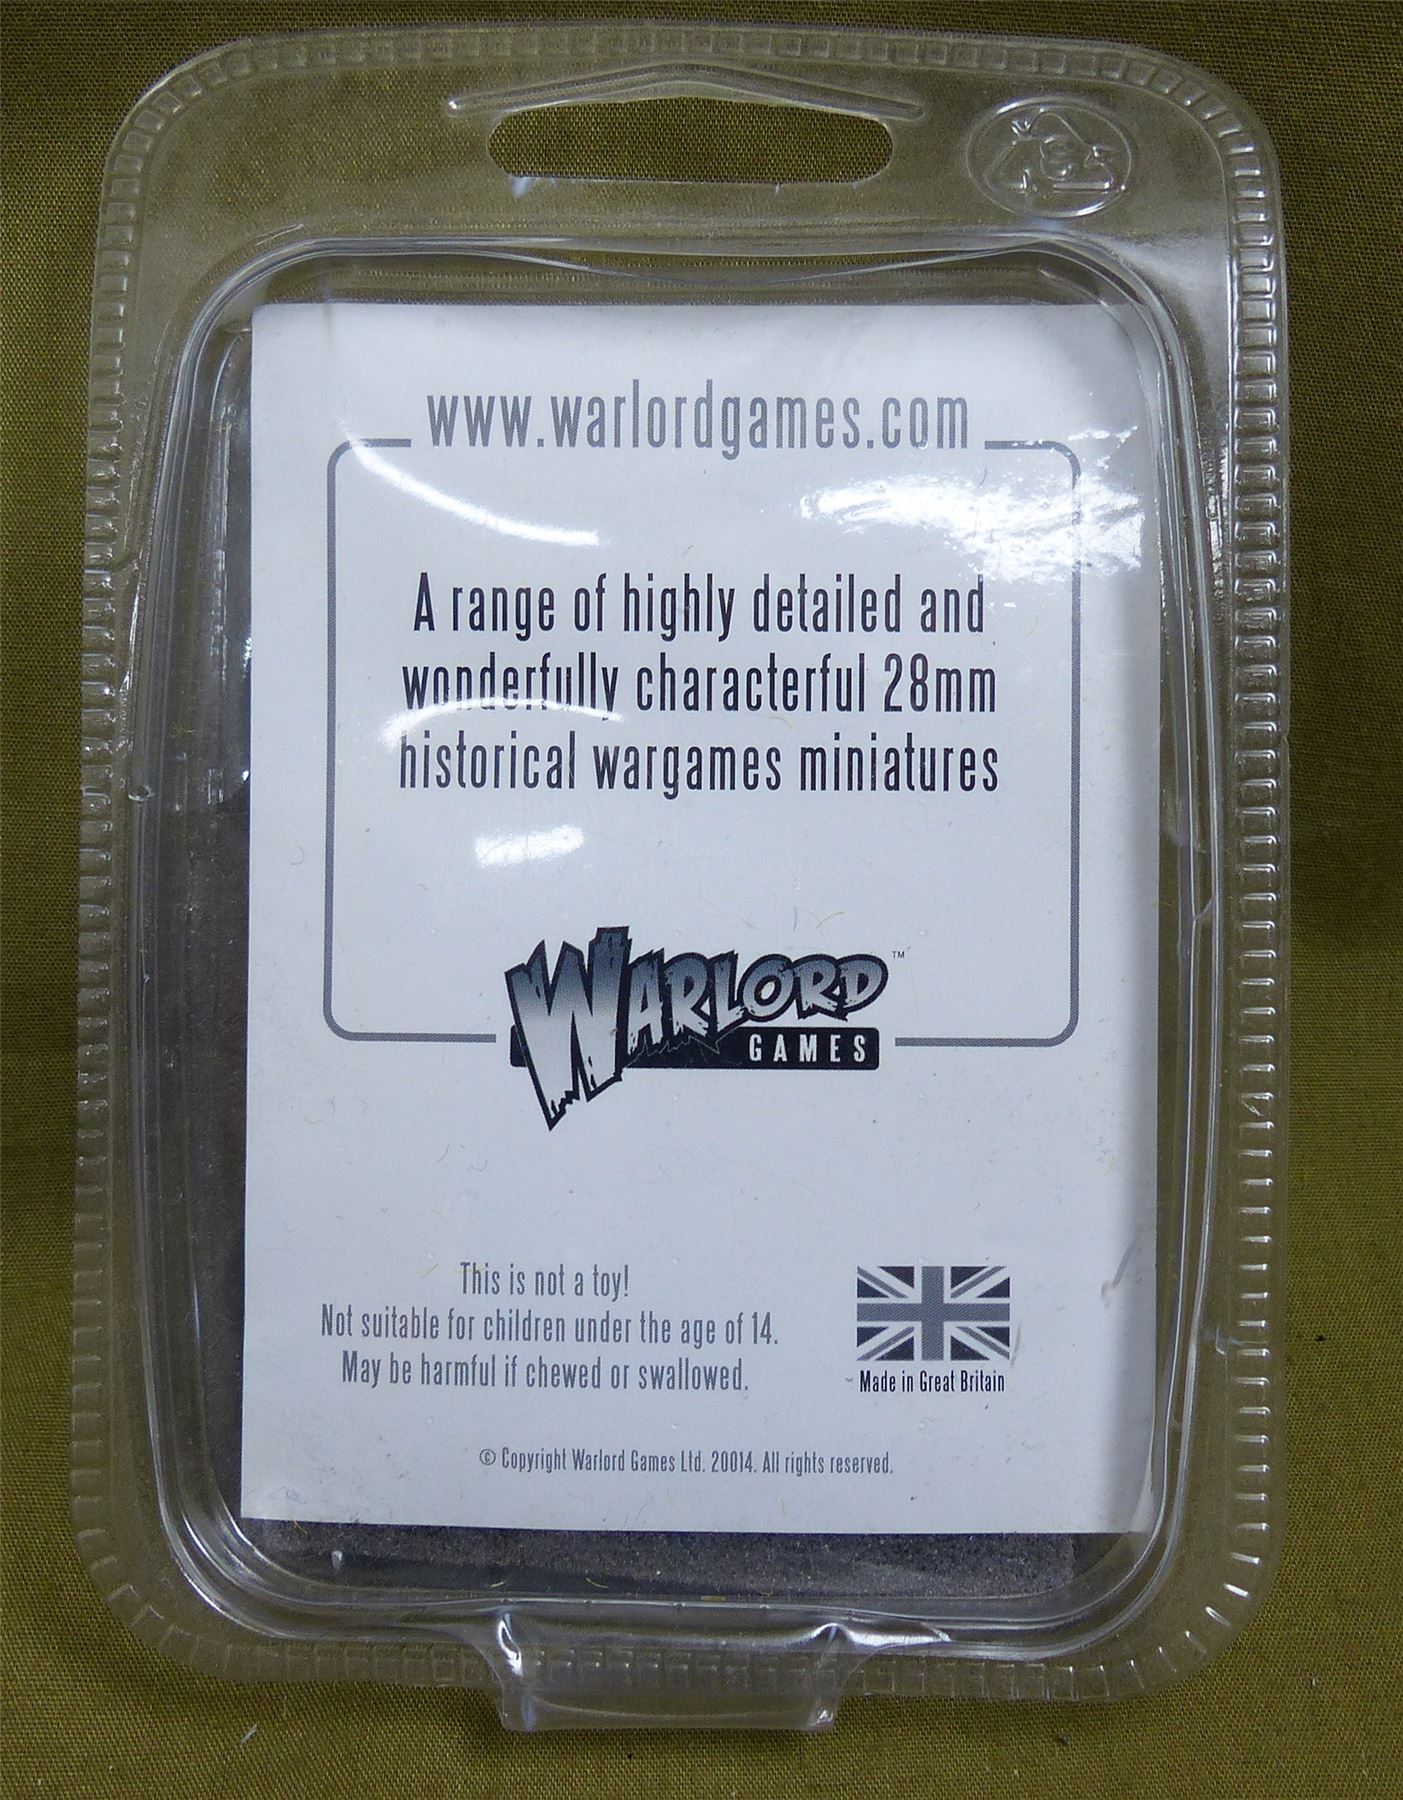 www.warlordgames.com
A range of highly detailed and
wonderfully characterful 28mm
historical wargames miniatures
WARLORD™
GAMES
This is not a toy!
Not suitable for children under the age of 14.
May be harmful if chewed or swallowed.
Made in Great Britain
© Copyright Warlord Games Ltd. 20014. All rights reserved.